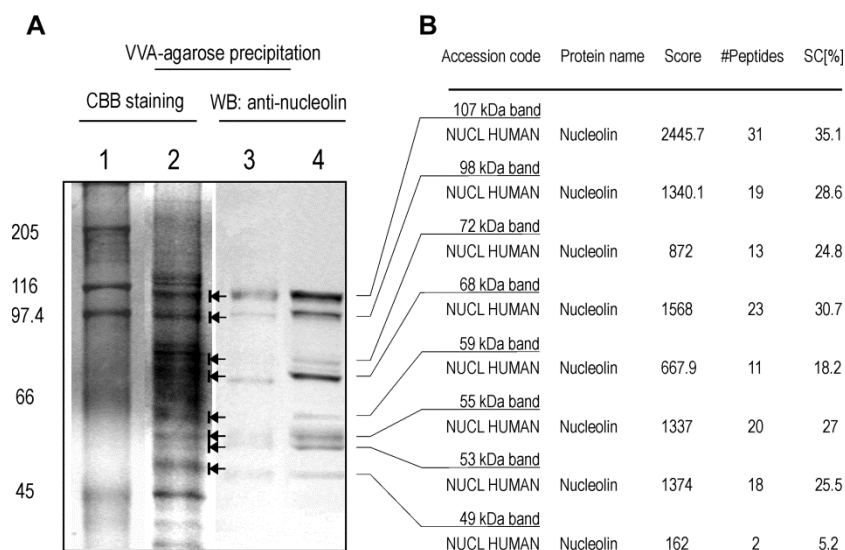 A
VVA-agarose precipitation
CBB staining WB: anti-nucleolin
1 2 3 4
205
116
97.4
66
45
B
Accession code Protein name Score #Peptides SC[%]
107 kDa band
NUCL HUMAN Nucleolin 2445.7 31 35.1
98 kDa band
NUCL HUMAN Nucleolin 1340.1 19 28.6
72 kDa band
NUCL HUMAN Nucleolin 872 13 24.8
68 kDa band
NUCL HUMAN Nucleolin 1568 23 30.7
59 kDa band
NUCL HUMAN Nucleolin 667.9 11 18.2
55 kDa band
NUCL HUMAN Nucleolin 1337 20 27
53 kDa band
NUCL HUMAN Nucleolin 1374 18 25.5
49 kDa band
NUCL HUMAN Nucleolin 162 2 5.2